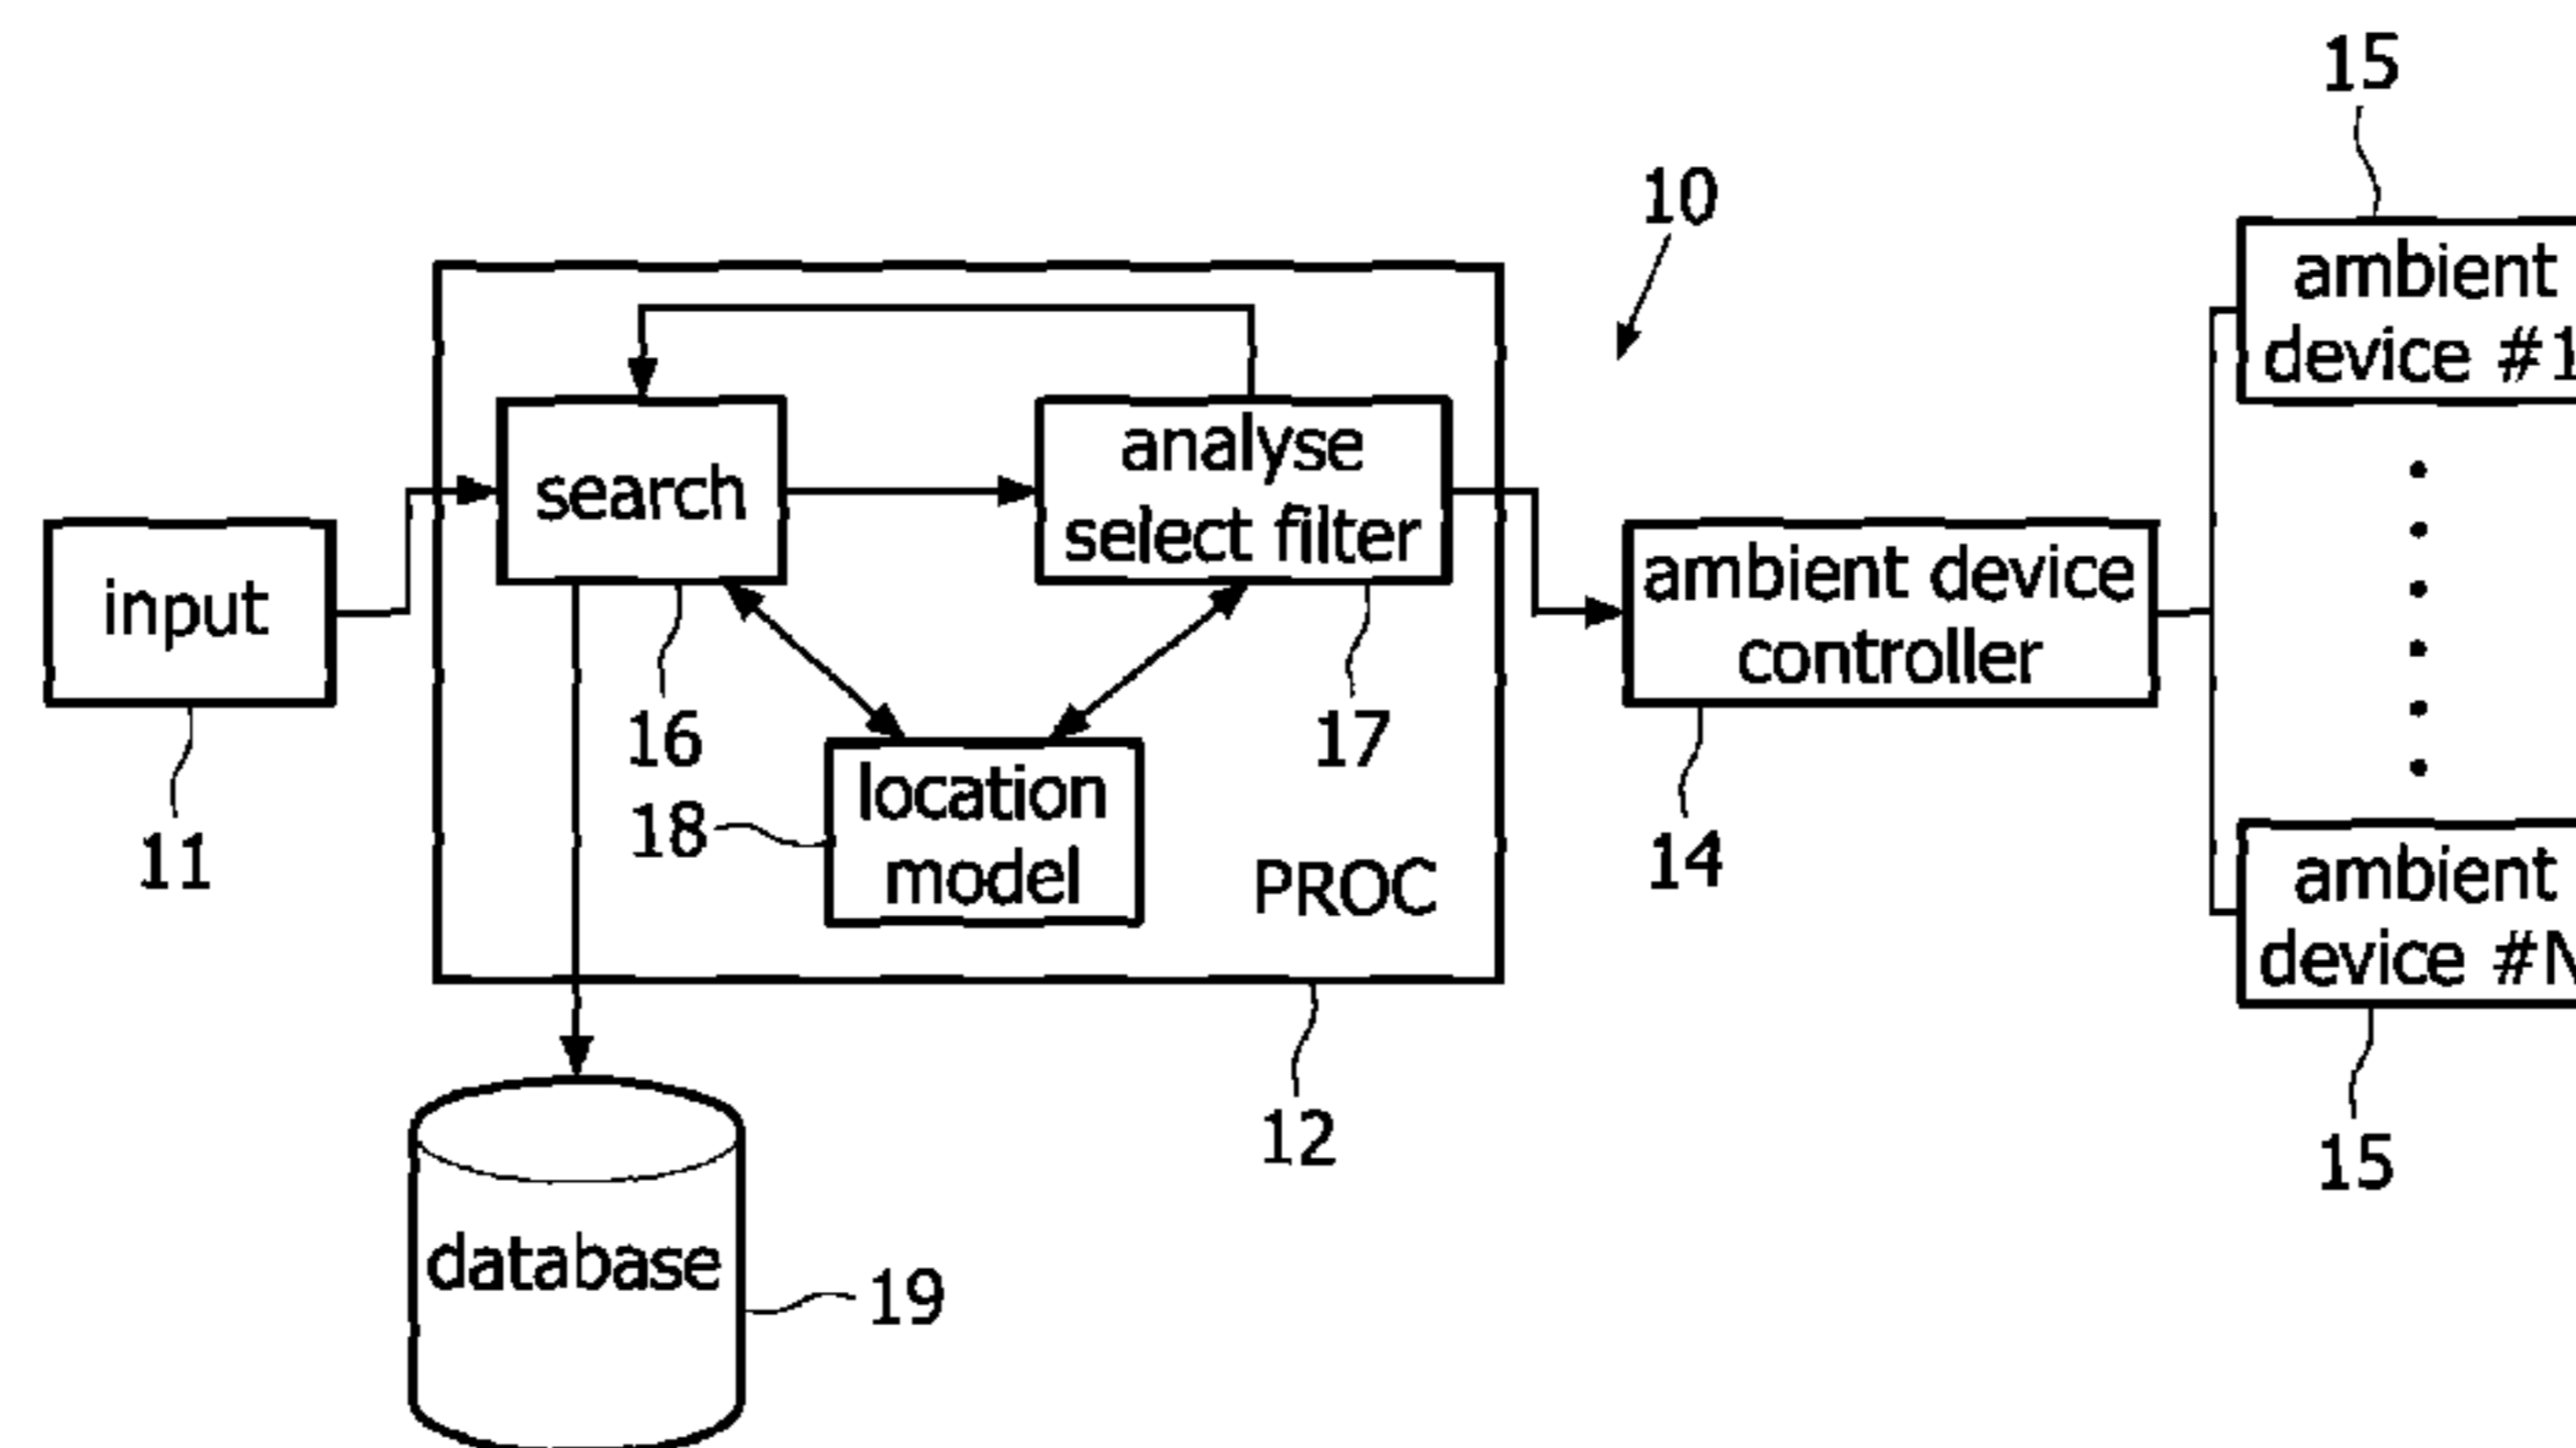 15
10
ambient
device #1
analyse
select filter
search
input
ambient device
controller
16
17
location
model
18
PROC
11
14
ambient
device #N
12
15
database
19